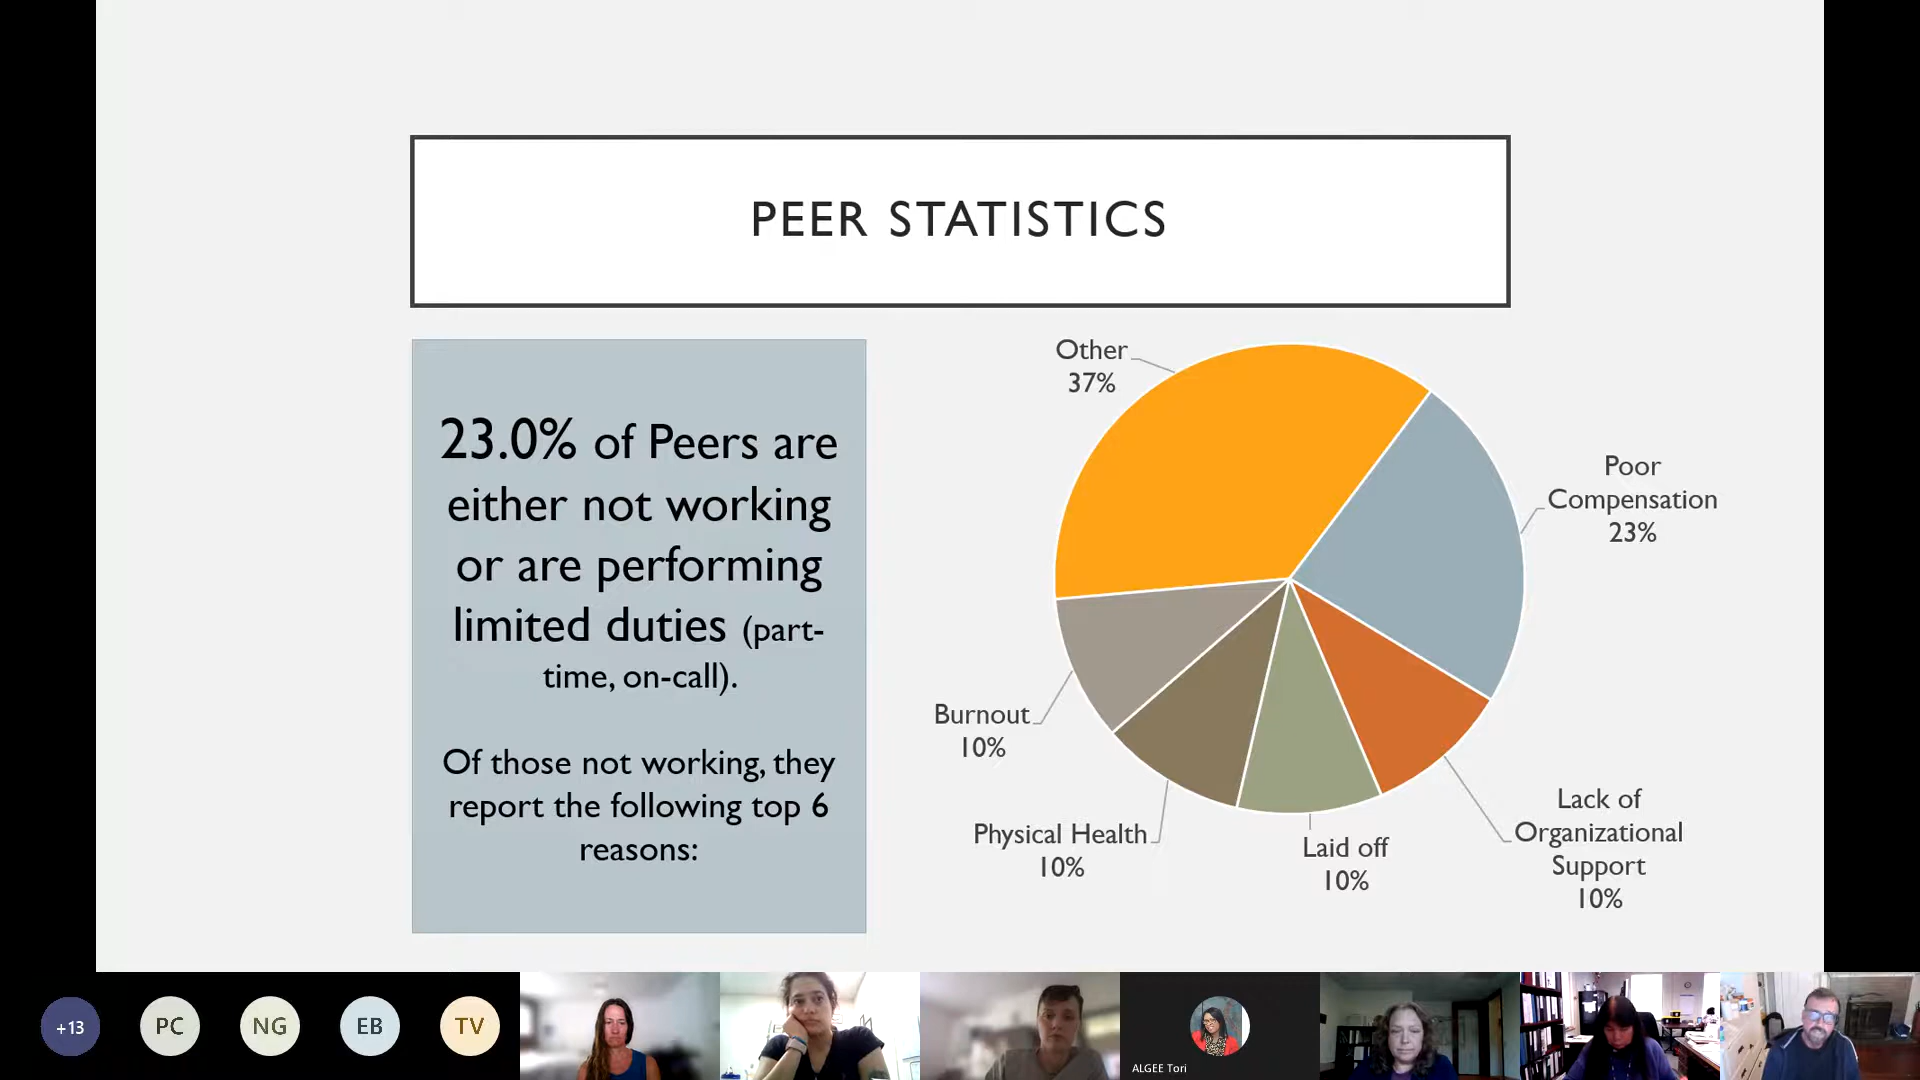 PEER STATISTICS
23.0% of Peers are
either not working
or are performing
limited duties (part-
time, on-call).
Of those not working, they
report the following top 6
reasons:
Other
37%
Poor
Compensation
23%
Lack of
Organizational
Support
10%
Laid off
10%
Physical Health
10%
Burnout
10%
+13
PC
NG
EB
TV
ALGEE Tori